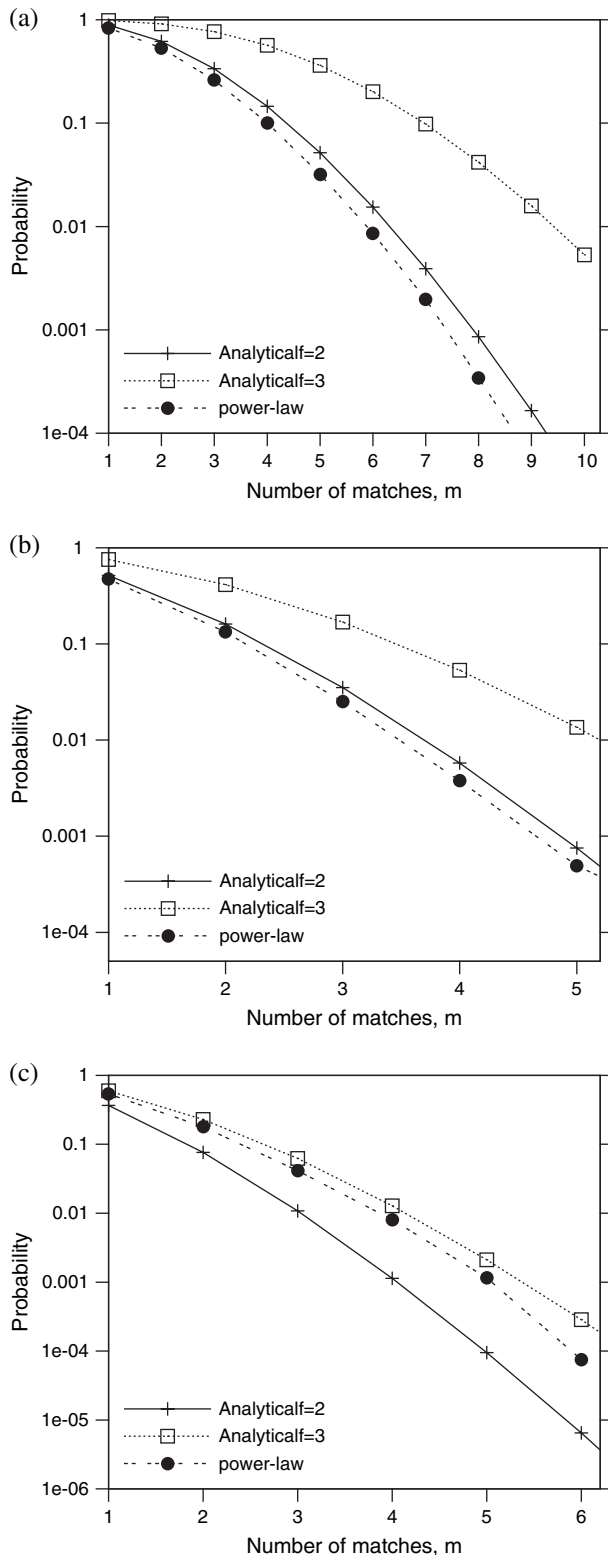 (a)
1
0.1
0.01
0.001
1e-04
Probability
Analyticalf=2
Analyticalf=3
power-law
1 2 3 4 5 6 7 8 9 10
Number of matches, m
(b)
1
0.1
0.01
0.001
1e-04
Probability
Analyticalf=2
Analyticalf=3
power-law
1 2 3 4 5
Number of matches, m
(c)
1
0.1
0.01
0.001
1e-04
1e-05
1e-06
Probability
Analyticalf=2
Analyticalf=3
power-law
1 2 3 4 5 6
Number of matches, m